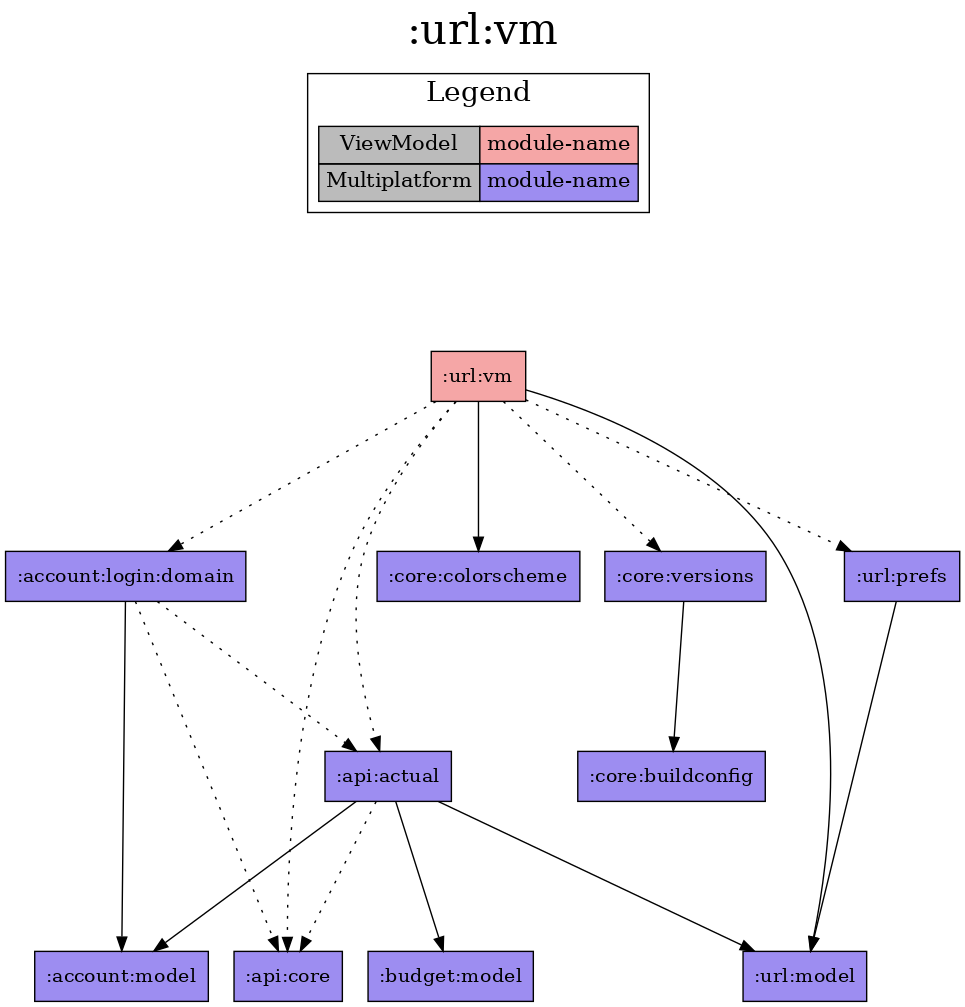 :url:vm
Legend
ViewModel module-name
Multiplatform module-name
:url:vm
:account:login:domain :core:colorscheme :core:versions :url:prefs
:api:actual :core:buildconfig
:account:model :api:core :budget:model :url:model